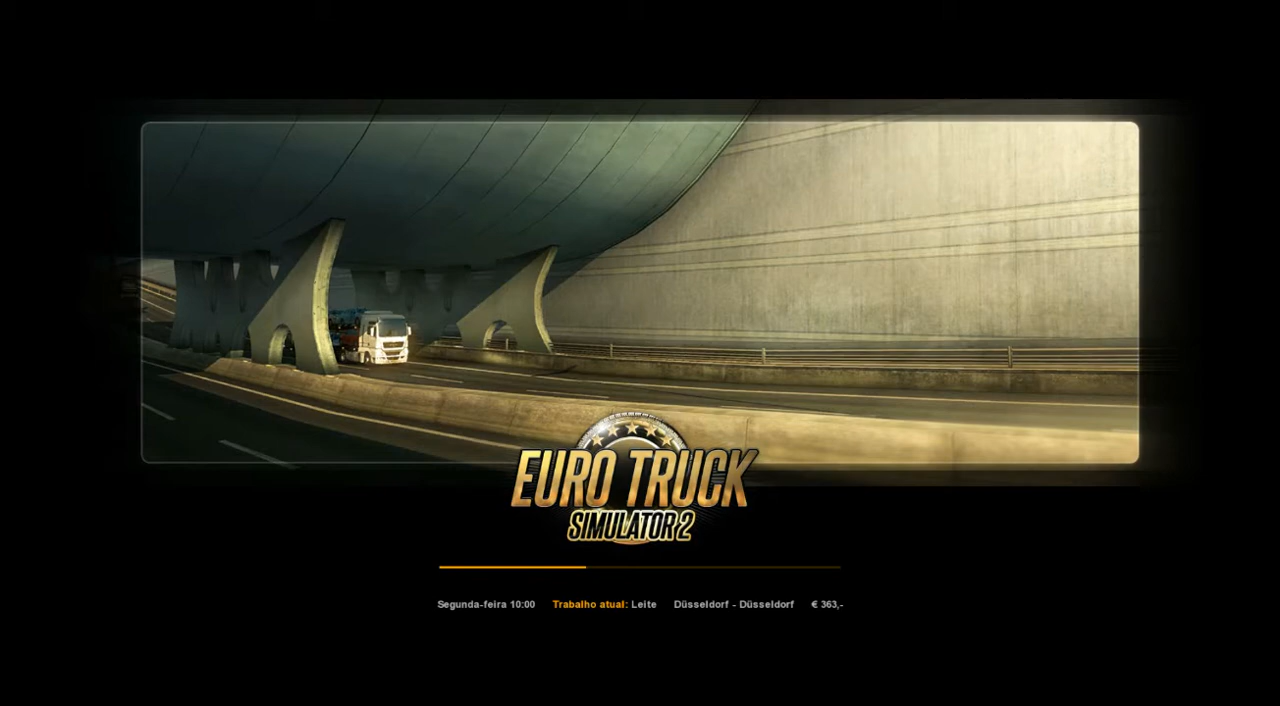 EURO TRUCK
SIMULATOR 2
Segunda-feira 10:00 Trabalho atual: Leite Düsseldorf - Düsseldorf € 363,-